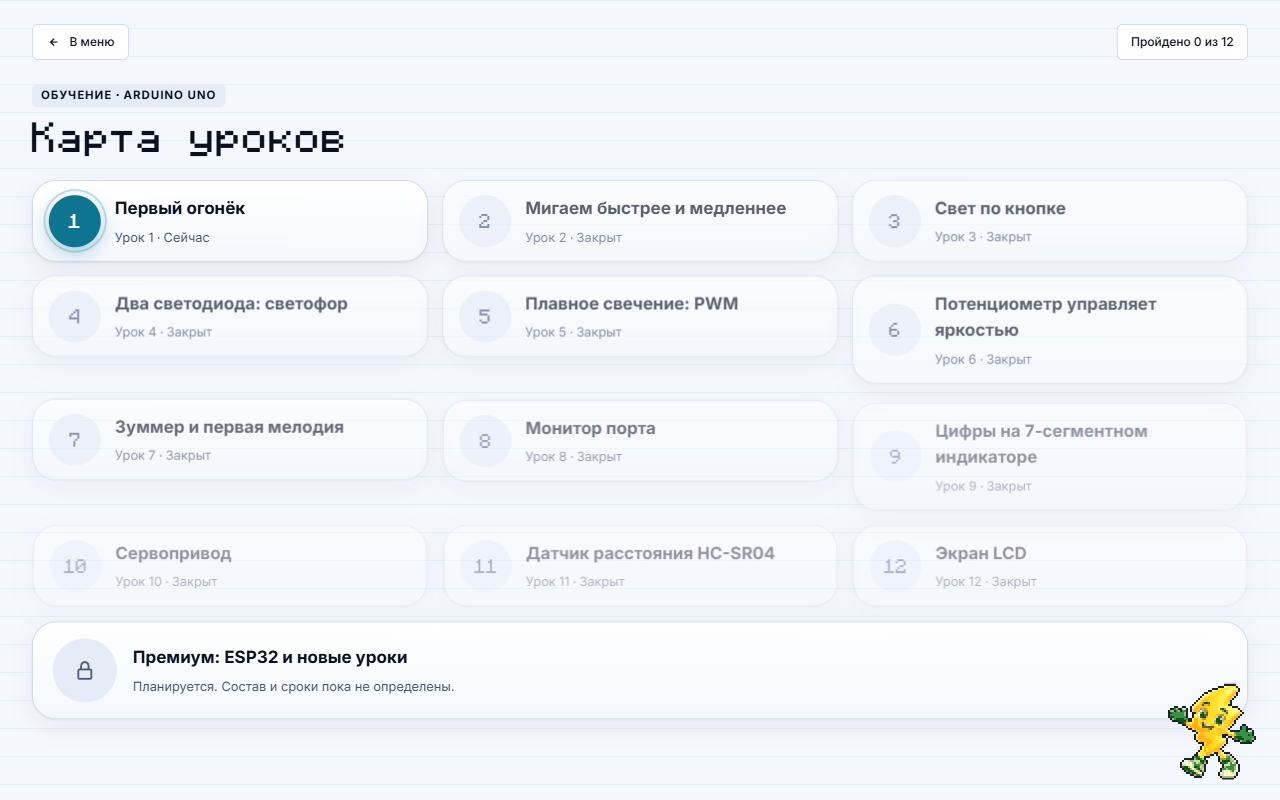 ← В меню
Пройдено 0 из 12
ОБУЧЕНИЕ · ARDUINO UNO
Карта уроков
1
Первый огонёк
Урок 1 · Сейчас
2
Мигаем быстрее и медленнее
Урок 2 · Закрыт
3
Свет по кнопке
Урок 3 · Закрыт
4
Два светодиода: светофор
Урок 4 · Закрыт
5
Плавное свечение: PWM
Урок 5 · Закрыт
6
Потенциометр управляет
яркостью
Урок 6 · Закрыт
7
Зуммер и первая мелодия
Урок 7 · Закрыт
8
Монитор порта
Урок 8 · Закрыт
9
Цифры на 7-сегментном
индикаторе
Урок 9 · Закрыт
10
Сервопривод
Урок 10 · Закрыт
11
Датчик расстояния HC-SR04
Урок 11 · Закрыт
12
Экран LCD
Урок 12 · Закрыт
Премиум: ESP32 и новые уроки
Планируется. Состав и сроки пока не определены.